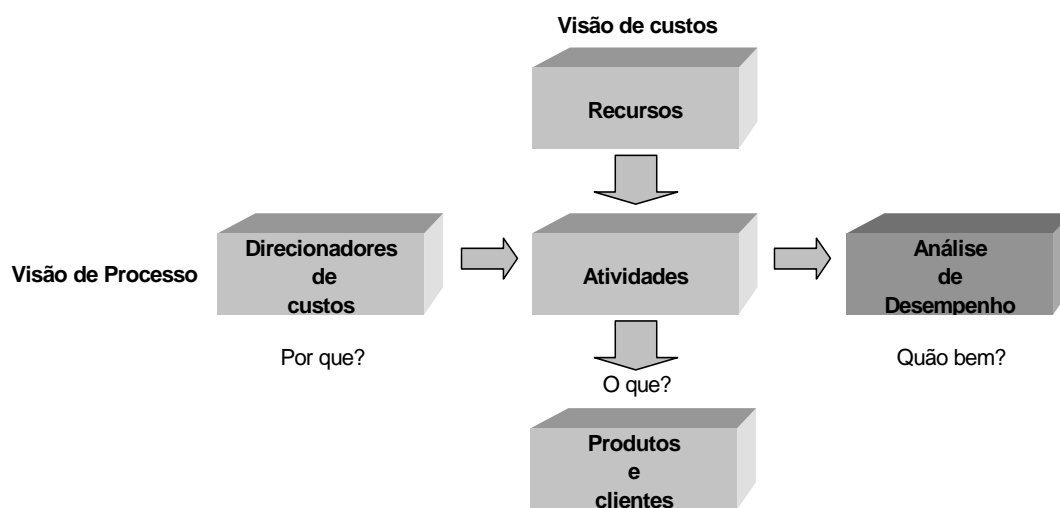 Visão de custos
Recursos
Visão de Processo
Direcionadores
de
custos
Atividades
Análise
de
Desempenho
Por que?
O que?
Quão bem?
Produtos
e
clientes